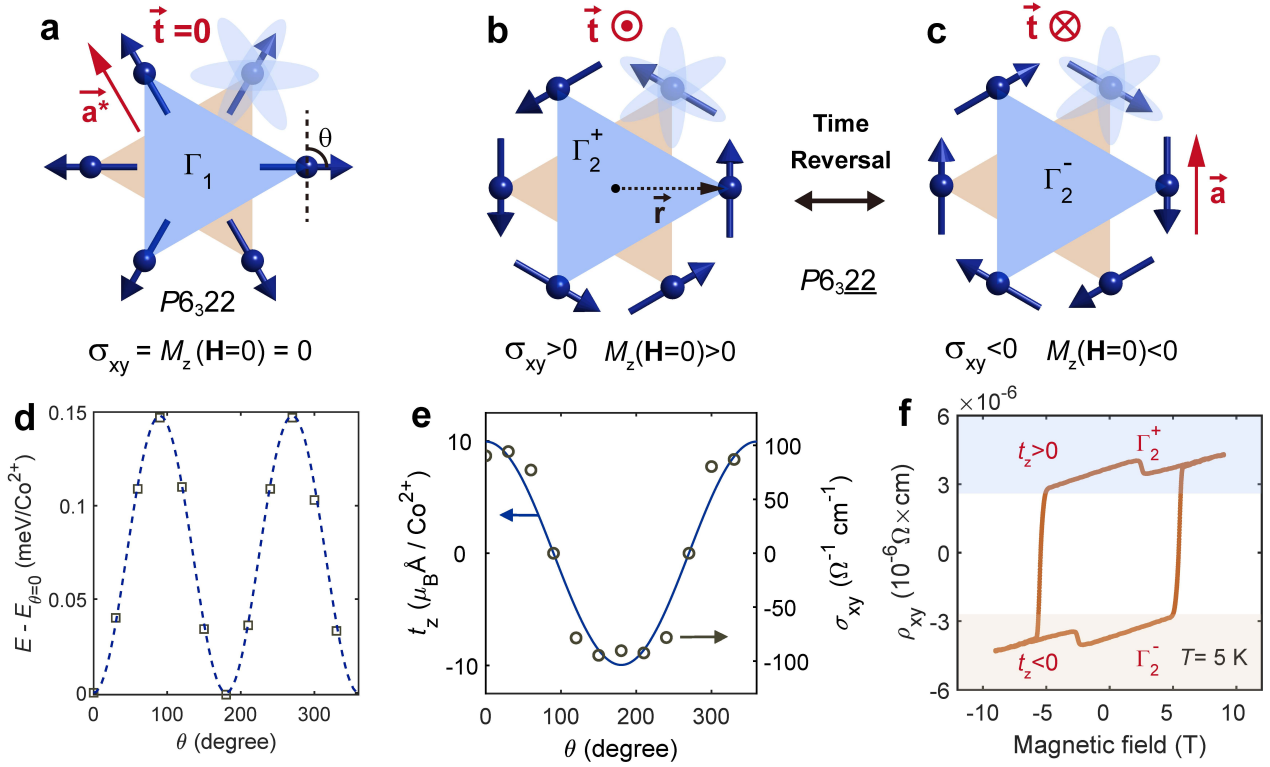 a
t⃗ =0
a⃗*
θ
Γ₁
P6₃22
σxy = Mz (H=0) = 0
b
t⃗ ⊙
Γ₂⁺
r⃗
σxy>0 Mz(H=0)>0
Time
Reversal
P6₃2̲2̲
c
t⃗ ⊗
Γ₂⁻
a⃗
σxy<0 Mz(H=0)<0
d
0.15
0.1
0.05
0
E - Eθ=0 (meV/Co²⁺)
0 100 200 300
θ (degree)
e
10
0
-10
tz (μBÅ / Co²⁺)
100
50
0
-50
-100
σxy (Ω⁻¹ cm⁻¹)
0 100 200 300
θ (degree)
f
×10⁻⁶
6
3
0
-3
-6
ρxy (10⁻⁶Ω×cm)
tz>0 Γ₂⁺
tz<0 Γ₂⁻ T= 5 K
-10 -5 0 5 10
Magnetic field (T)